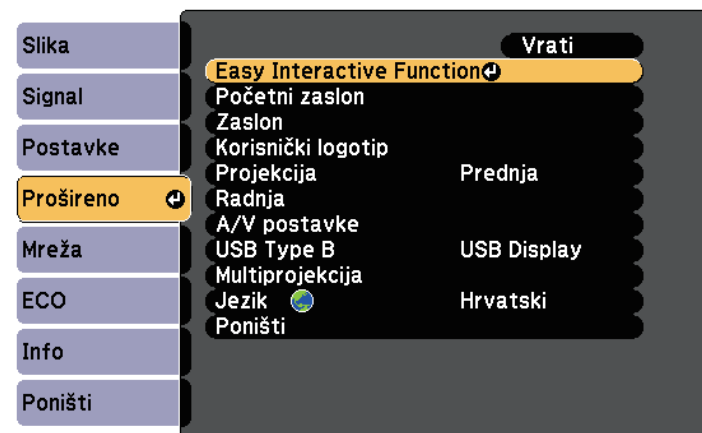 Slika
Signal
Postavke
Prošireno
Mreža
ECO
Info
Poništi
Vrati
Easy Interactive Function
Početni zaslon
Zaslon
Korisnički logotip
Projekcija Prednja
Radnja
A/V postavke
USB Type B USB Display
Multiprojekcija
Jezik Hrvatski
Poništi